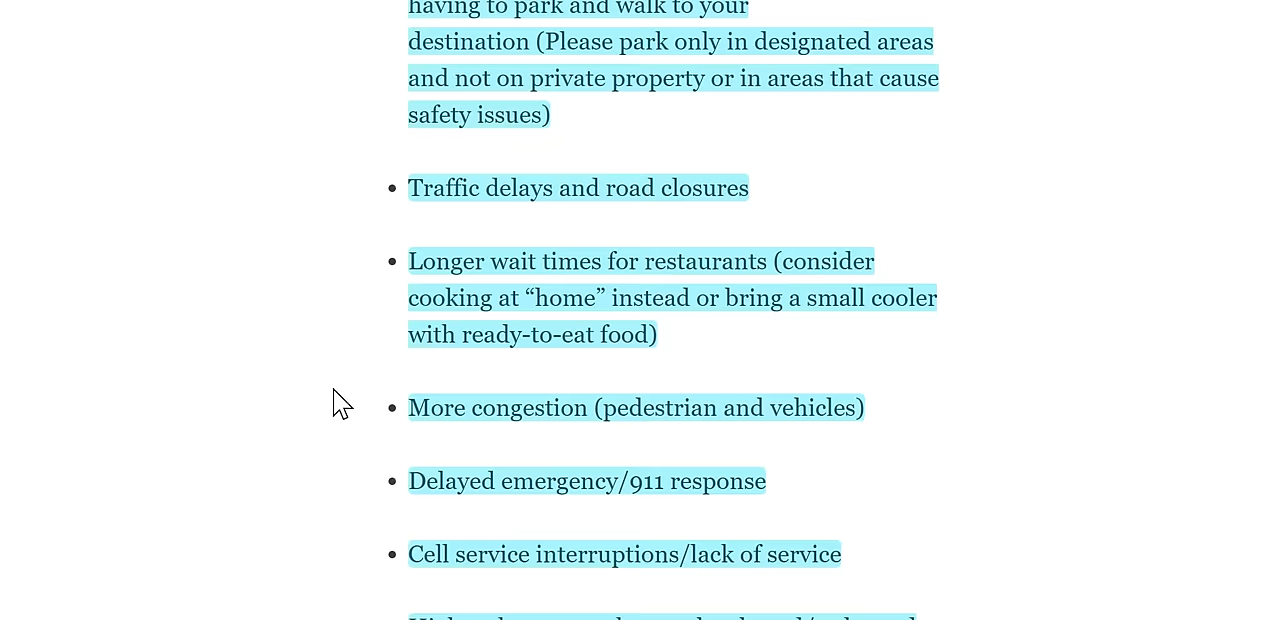 having to park and walk to your
destination (Please park only in designated areas
and not on private property or in areas that cause
safety issues)
• Traffic delays and road closures
• Longer wait times for restaurants (consider
cooking at “home” instead or bring a small cooler
with ready-to-eat food)
• More congestion (pedestrian and vehicles)
• Delayed emergency/911 response
• Cell service interruptions/lack of service